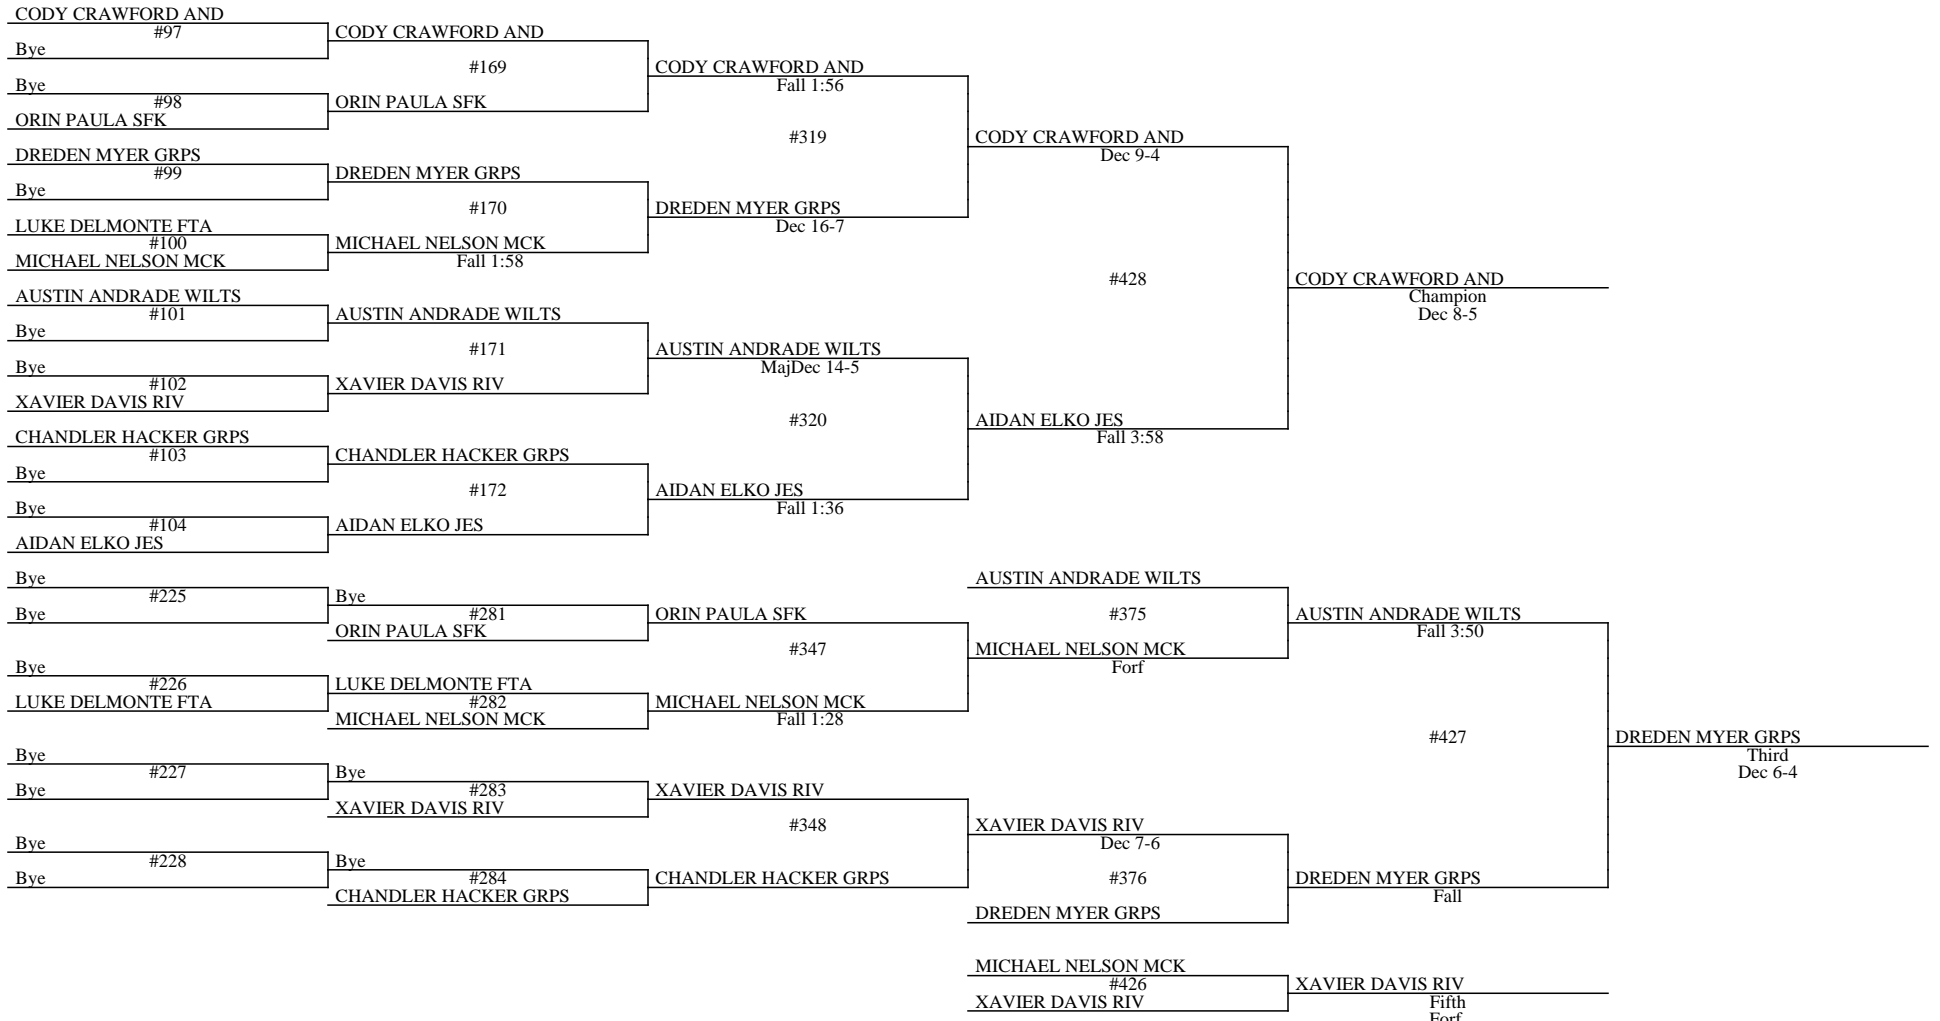 CODY CRAWFORD AND
#97
Bye
CODY CRAWFORD AND
#169
Bye
#98
ORIN PAULA SFK
ORIN PAULA SFK
CODY CRAWFORD AND
Fall 1:56
#319
DREDEN MYER GRPS
#99
Bye
DREDEN MYER GRPS
#170
LUKE DELMONTE FTA
#100
MICHAEL NELSON MCK
MICHAEL NELSON MCK
Fall 1:58
DREDEN MYER GRPS
Dec 16-7
CODY CRAWFORD AND
Dec 9-4
#428
AUSTIN ANDRADE WILTS
#101
Bye
AUSTIN ANDRADE WILTS
#171
Bye
#102
XAVIER DAVIS RIV
XAVIER DAVIS RIV
AUSTIN ANDRADE WILTS
MajDec 14-5
#320
CHANDLER HACKER GRPS
#103
Bye
CHANDLER HACKER GRPS
#172
Bye
#104
AIDAN ELKO JES
AIDAN ELKO JES
AIDAN ELKO JES
Fall 1:36
AIDAN ELKO JES
Fall 3:58
CODY CRAWFORD AND
Champion
Dec 8-5
Bye
#225
Bye
Bye
#281
ORIN PAULA SFK
ORIN PAULA SFK
#347
Bye
#226
LUKE DELMONTE FTA
LUKE DELMONTE FTA
#282
MICHAEL NELSON MCK
MICHAEL NELSON MCK
Fall 1:28
AUSTIN ANDRADE WILTS
#375
MICHAEL NELSON MCK
Forf
AUSTIN ANDRADE WILTS
Fall 3:50
#427
Bye
#227
Bye
Bye
#283
XAVIER DAVIS RIV
XAVIER DAVIS RIV
#348
Bye
#228
Bye
Bye
#284
CHANDLER HACKER GRPS
CHANDLER HACKER GRPS
XAVIER DAVIS RIV
Dec 7-6
#376
DREDEN MYER GRPS
DREDEN MYER GRPS
Fall
DREDEN MYER GRPS
Third
Dec 6-4
MICHAEL NELSON MCK
#426
XAVIER DAVIS RIV
XAVIER DAVIS RIV
Fifth
Forf